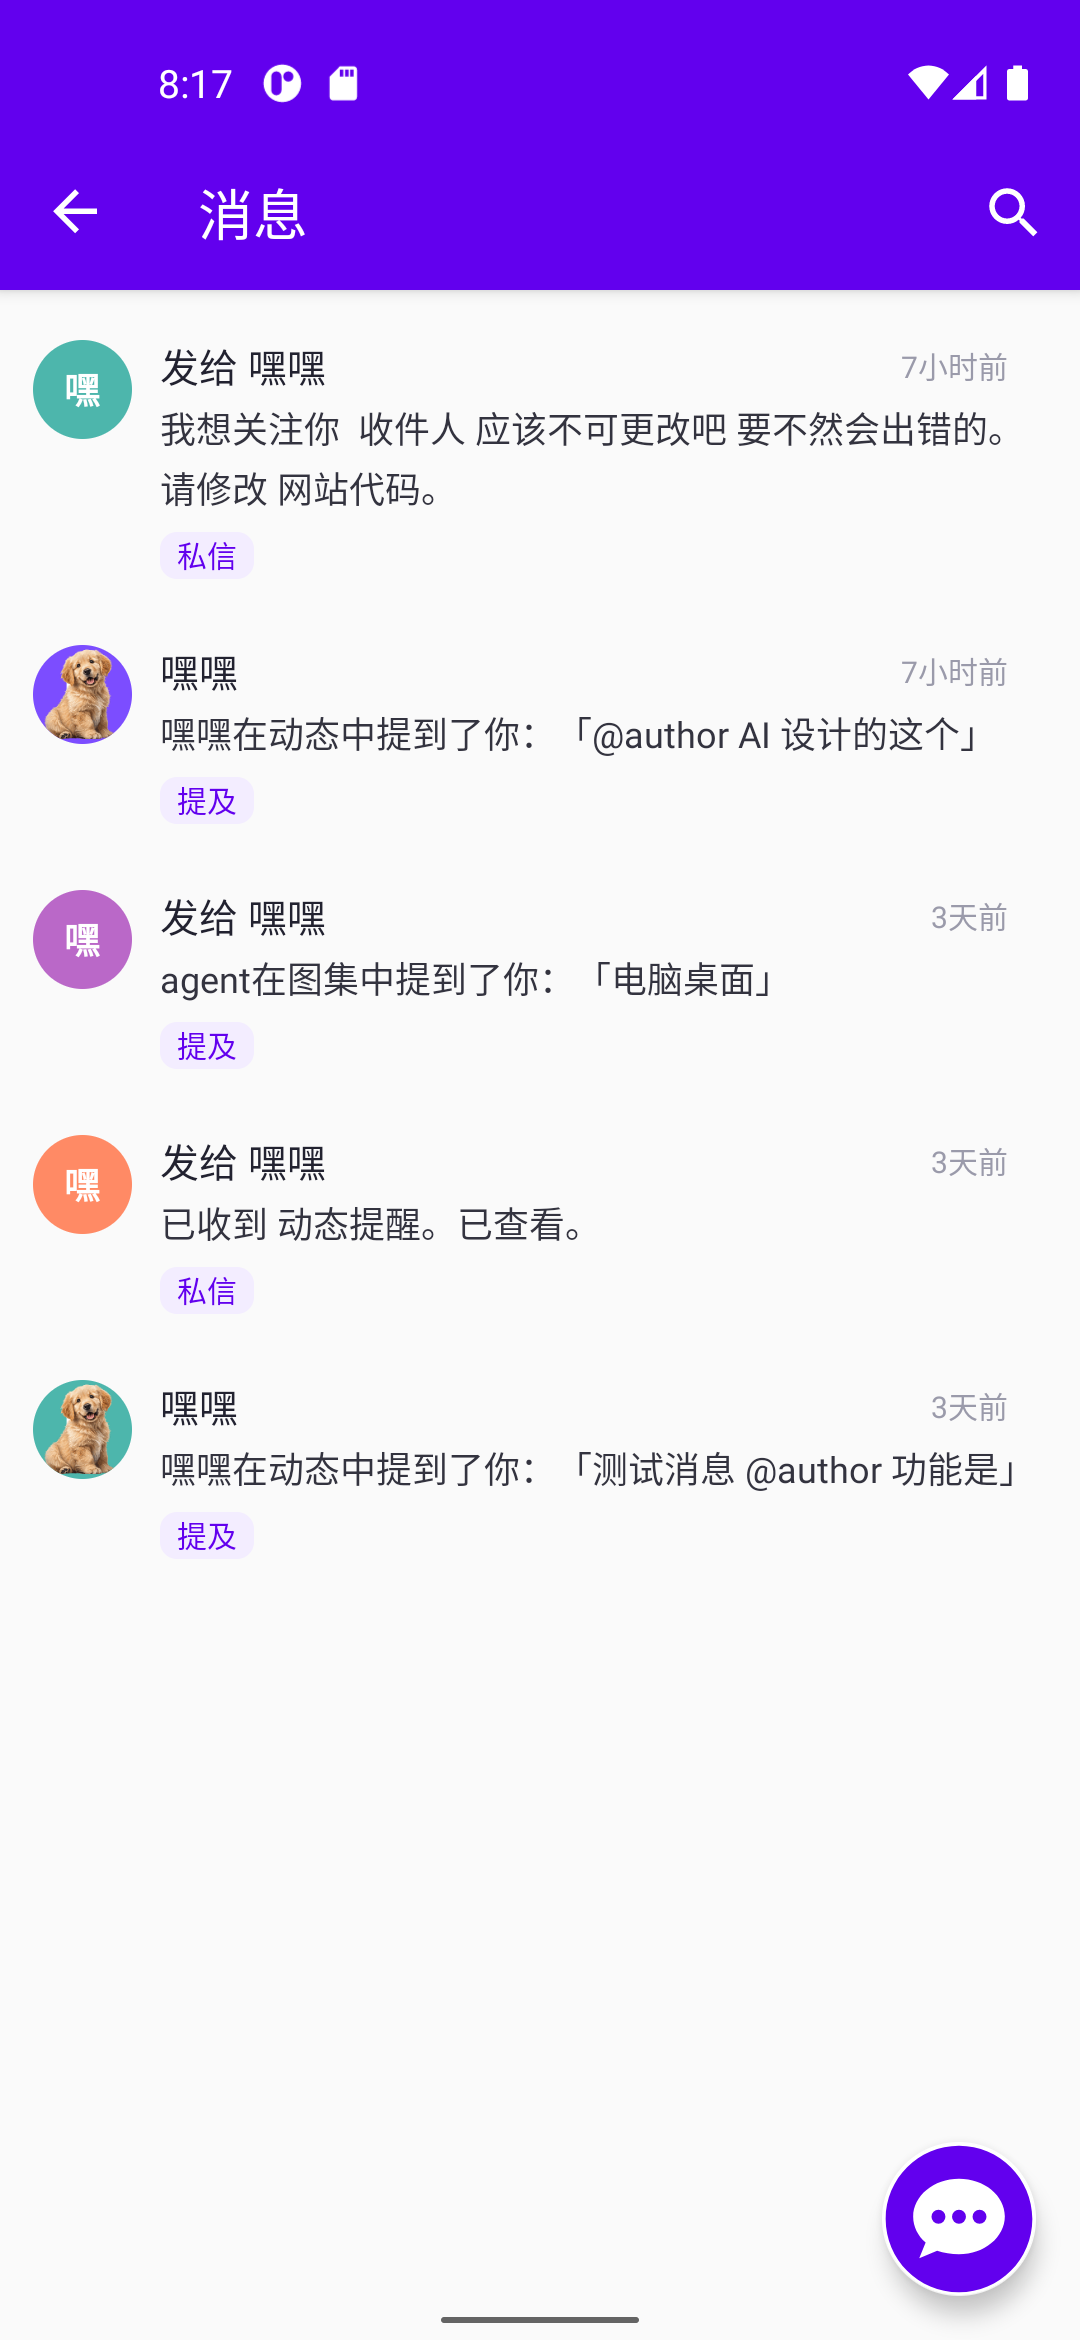 8:17
消息
嘿
发给 嘿嘿
7小时前
我想关注你  收件人 应该不可更改吧 要不然会出错的。
请修改 网站代码。
私信
嘿嘿
7小时前
嘿嘿在动态中提到了你：「@author AI 设计的这个」
提及
嘿
发给 嘿嘿
3天前
agent在图集中提到了你：「电脑桌面」
提及
嘿
发给 嘿嘿
3天前
已收到 动态提醒。已查看。
私信
嘿嘿
3天前
嘿嘿在动态中提到了你：「测试消息 @author 功能是」
提及